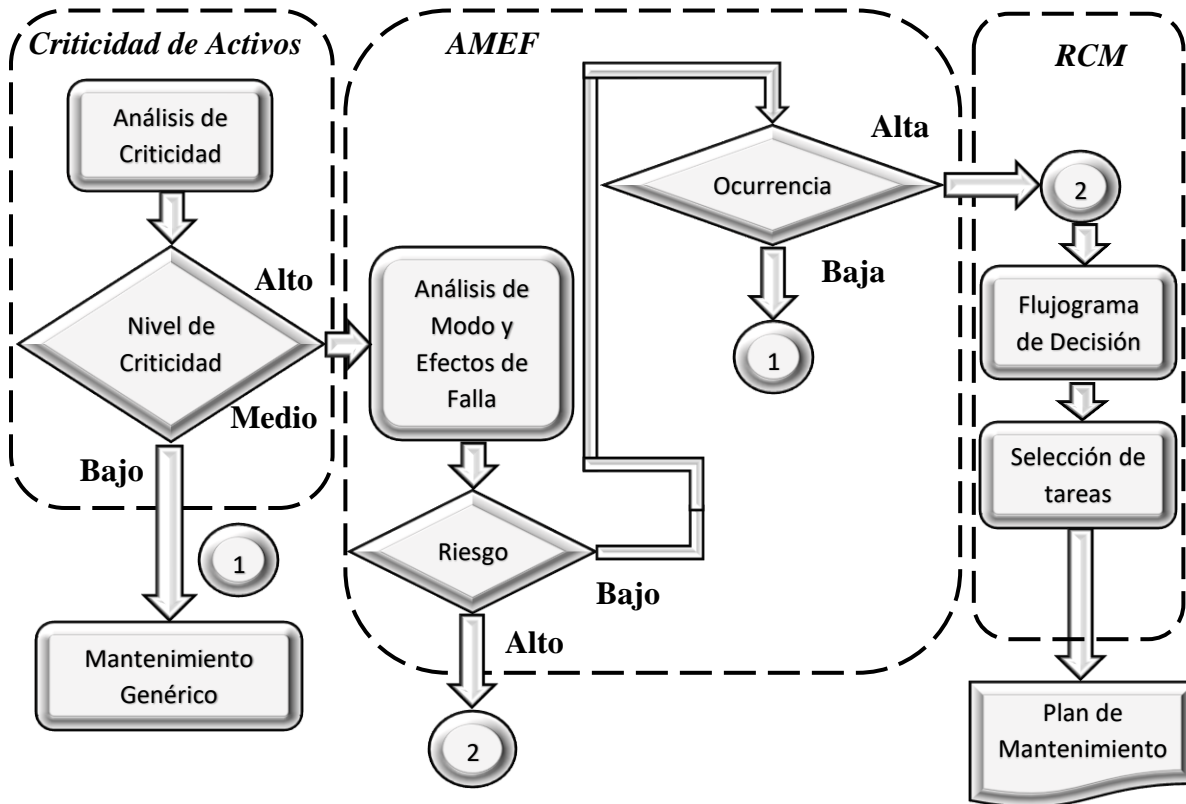 Criticidad de Activos
Análisis de
Criticidad
Alto
Nivel de
Criticidad
Medio
Bajo
1
Mantenimiento
Genérico
AMEF
Análisis de
Modo y
Efectos de
Falla
Riesgo
Bajo
Alto
2
Ocurrencia
Alta
Baja
1
RCM
2
Flujograma
de Decisión
Selección de
tareas
Plan de
Mantenimiento